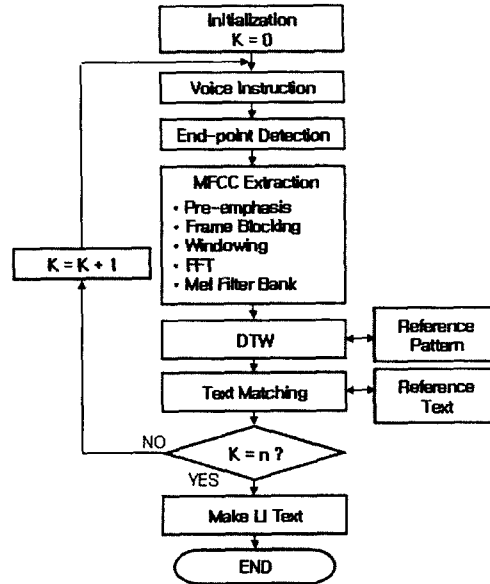 Initialization
K = 0
Voice Instruction
End-point Detection
MFCC Extraction
• Pre-emphasis
• Frame Blocking
• Windowing
• FFT
• Mel Filter Bank
K = K + 1
DTW
Reference
Pattern
Text Matching
Reference
Text
NO
K = n ?
YES
Make LI Text
END